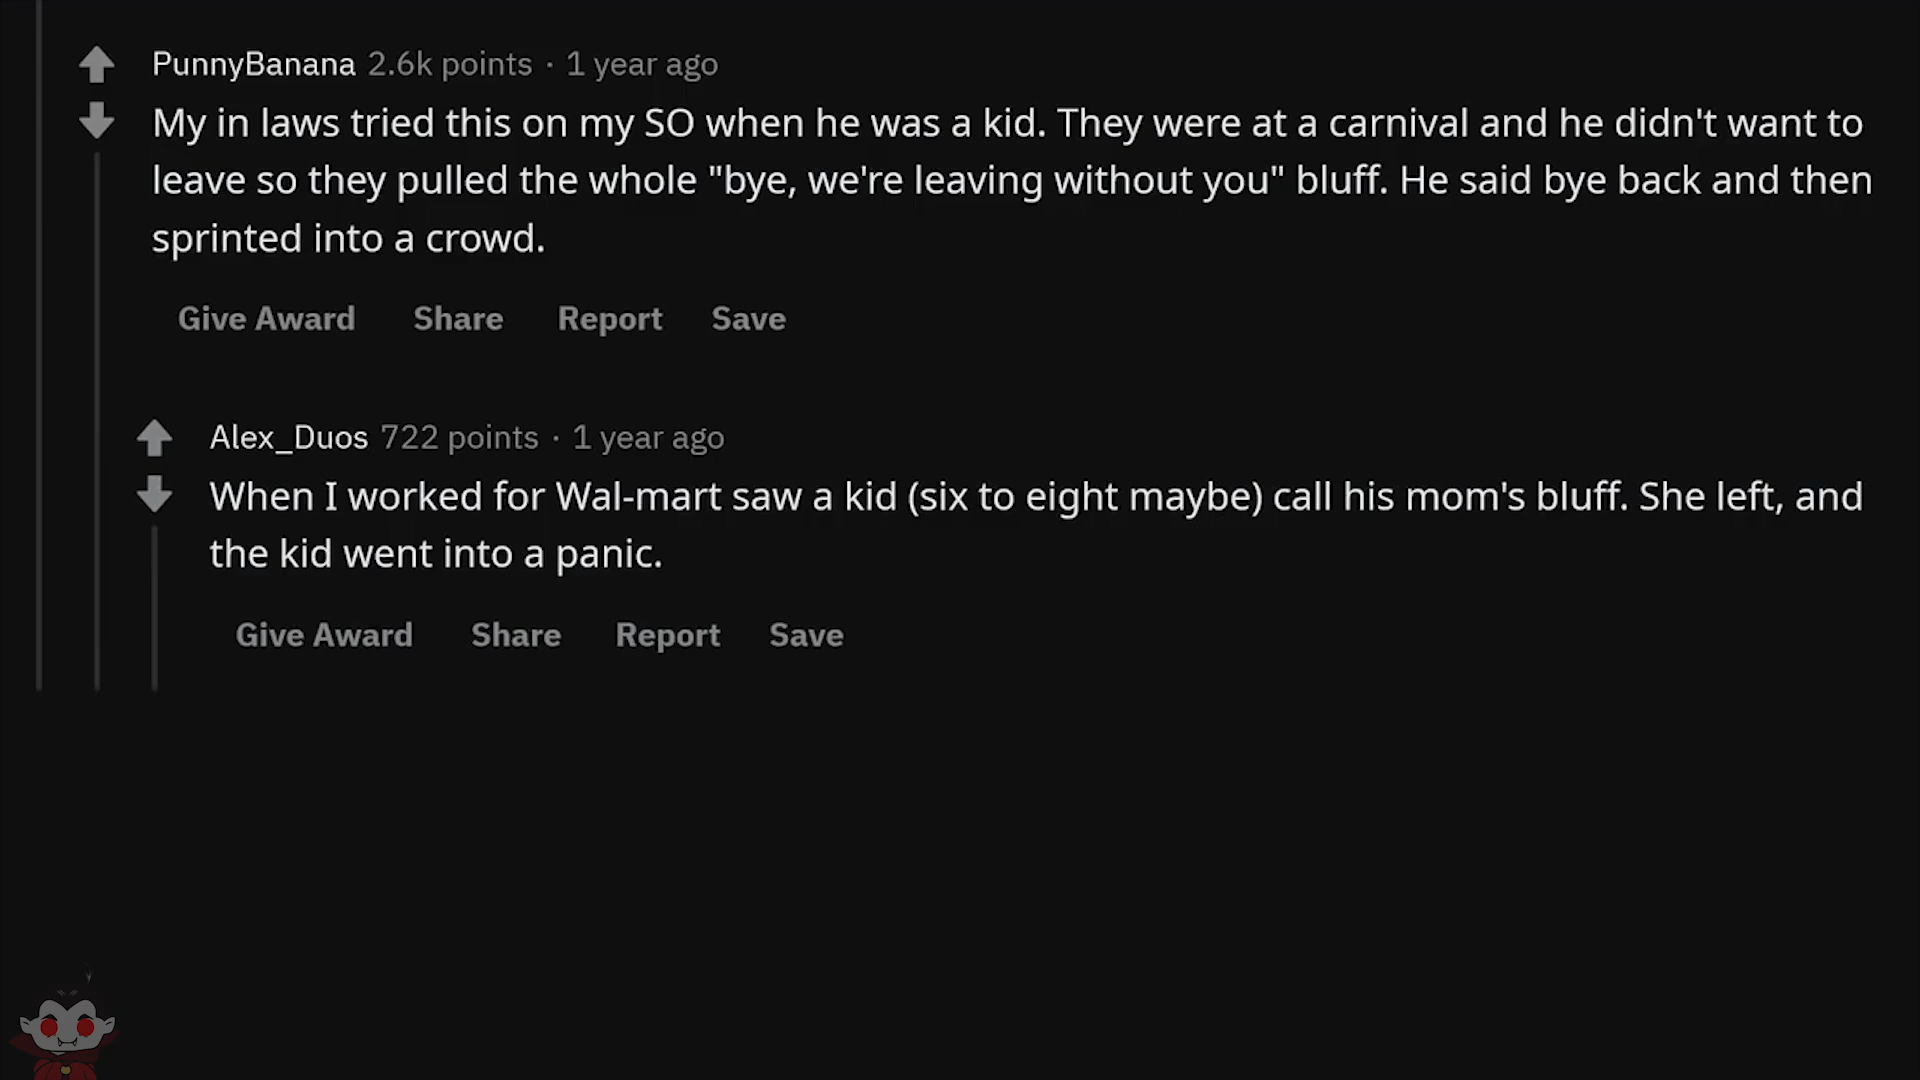 PunnyBanana 2.6k points · 1 year ago
My in laws tried this on my SO when he was a kid. They were at a carnival and he didn't want to
leave so they pulled the whole "bye, we're leaving without you" bluff. He said bye back and then
sprinted into a crowd.
Give Award Share Report Save
Alex_Duos 722 points · 1 year ago
When I worked for Wal-mart saw a kid (six to eight maybe) call his mom's bluff. She left, and
the kid went into a panic.
Give Award Share Report Save